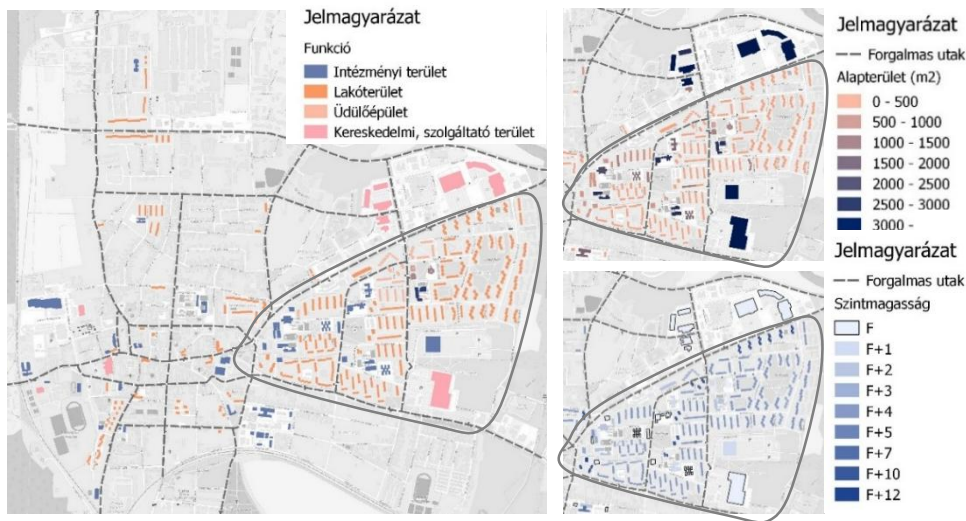 Jelmagyarázat
Funkció
Intézményi terület
Lakóterület
Üdülőépület
Kereskedelmi, szolgáltató terület
Jelmagyarázat
Forgalmas utak
Alapterület (m2)
0 - 500
500 - 1000
1000 - 1500
1500 - 2000
2000 - 2500
2500 - 3000
3000 -
Jelmagyarázat
Forgalmas utak
Szintmagasság
F
F+1
F+2
F+3
F+4
F+5
F+7
F+10
F+12